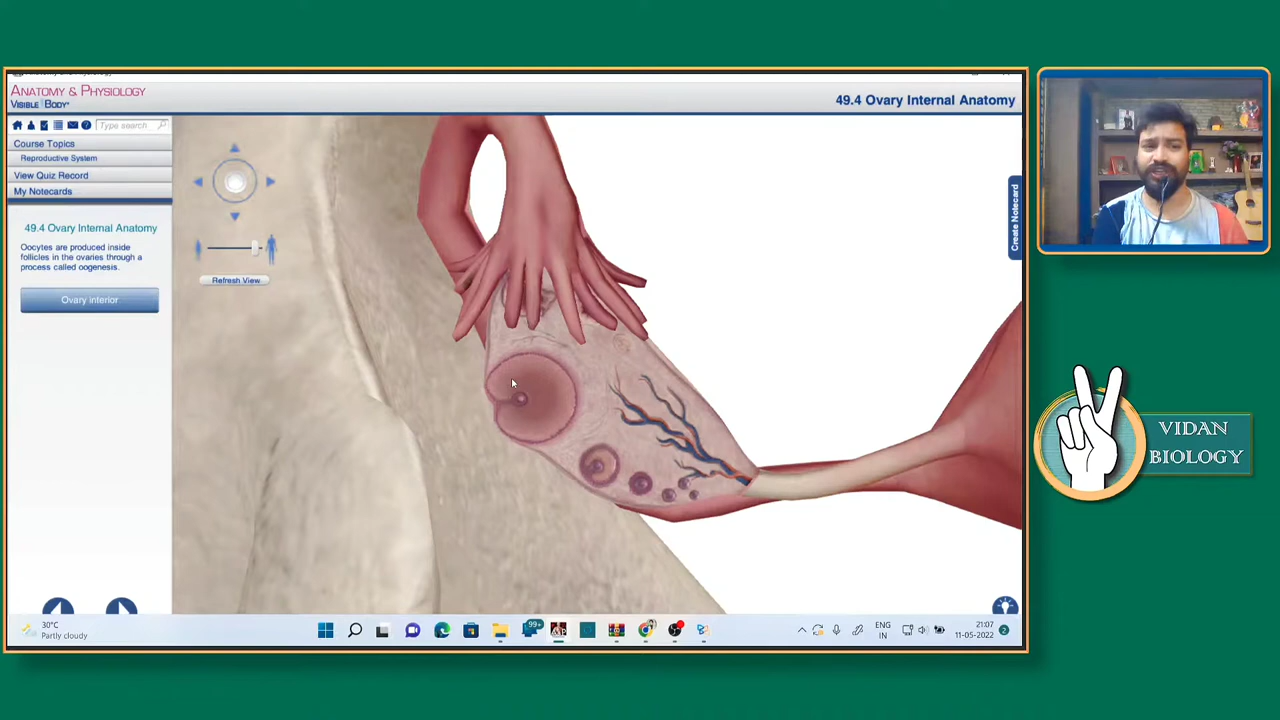 ANATOMY & PHYSIOLOGY
VISIBLE BODY
49.4 Ovary Internal Anatomy
Type search
Course Topics
Reproductive System
View Quiz Record
My Notecards
49.4 Ovary Internal Anatomy
Oocytes are produced inside
follicles in the ovaries through a
process called oogenesis.
Ovary interior
Refresh View
Create Notecard
VIDAN
BIOLOGY
30°C
Partly cloudy
99+
ENG
IN
21:07
11-05-2022
2